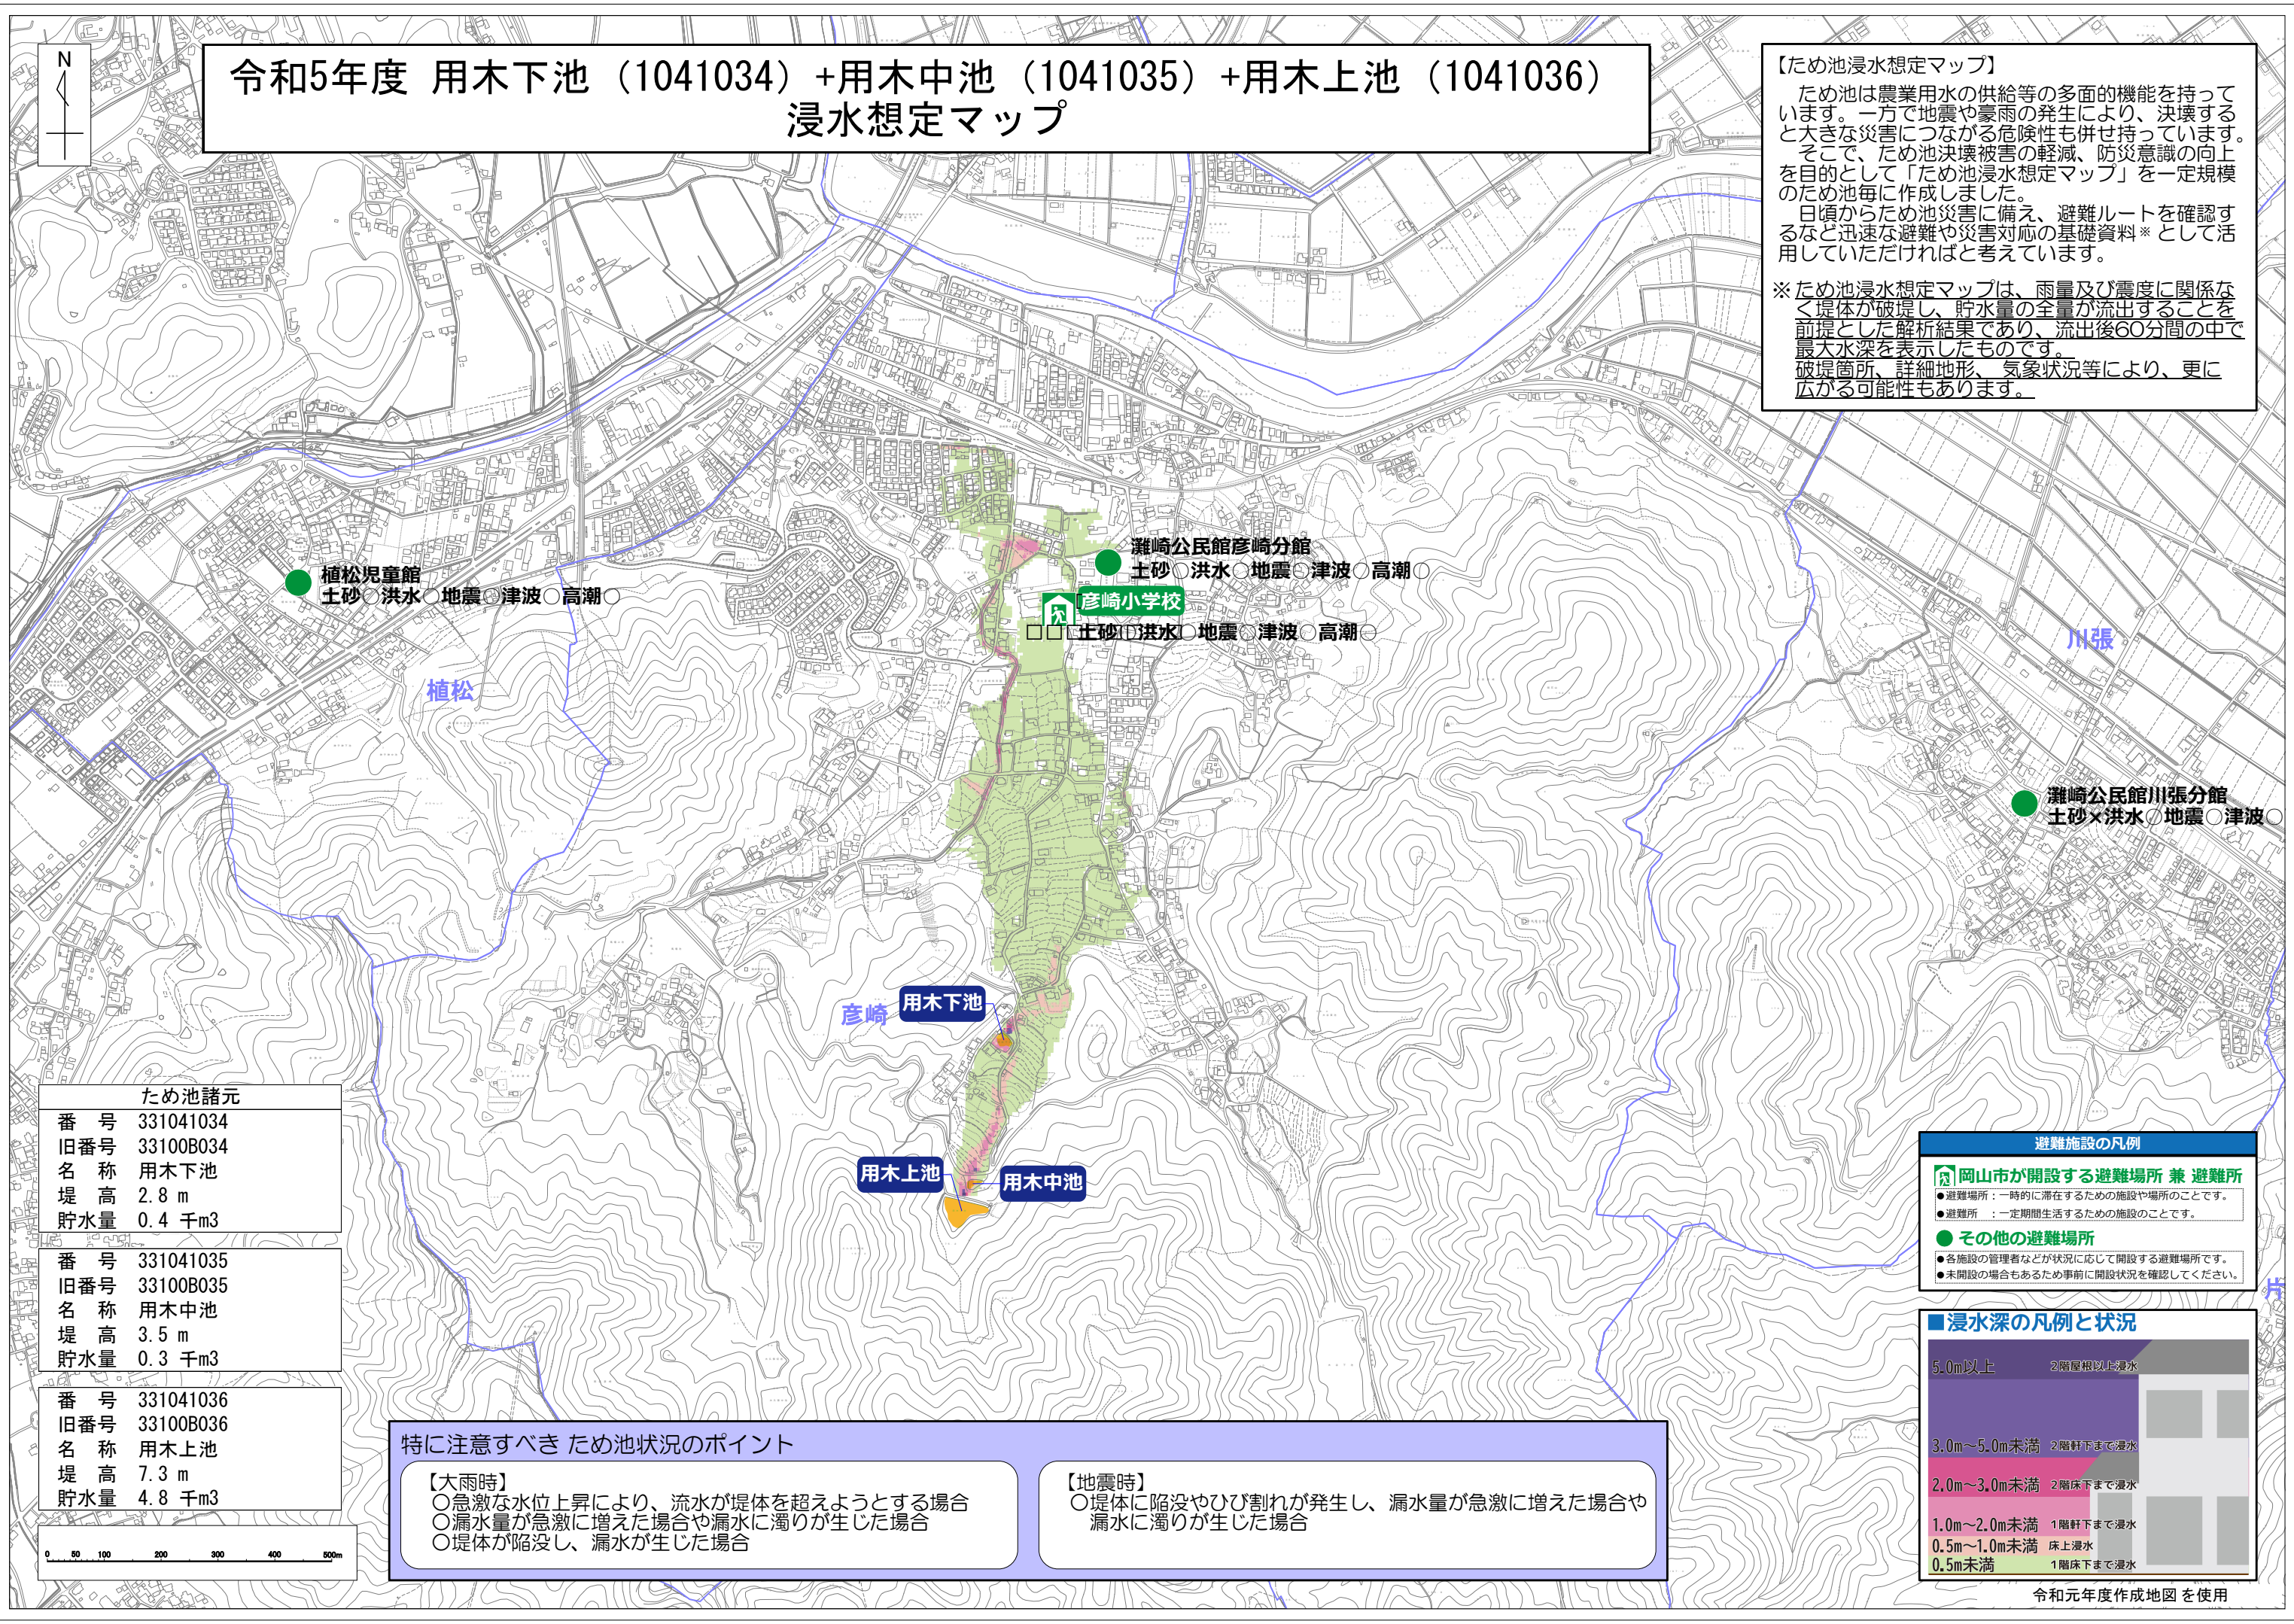 N
令和5年度 用木下池（1041034）+用木中池（1041035）+用木上池（1041036）
浸水想定マップ
【ため池浸水想定マップ】
ため池は農業用水の供給等の多面的機能を持って
います。一方で地震や豪雨の発生により、決壊する
と大きな災害につながる危険性も併せ持っています。
そこで、ため池決壊被害の軽減、防災意識の向上
を目的として「ため池浸水想定マップ」を一定規模
のため池毎に作成しました。
日頃からため池災害に備え、避難ルートを確認す
るなど迅速な避難や災害対応の基礎資料※として活
用していただければと考えています。
※ため池浸水想定マップは、雨量及び震度に関係な
く堤体が破堤し、貯水量の全量が流出することを
前提とした解析結果であり、流出後60分間の中で
最大水深を表示したものです。
破堤箇所、詳細地形、気象状況等により、更に
広がる可能性もあります。
灘崎公民館彦崎分館
土砂○洪水○地震○津波○高潮○
植松児童館
土砂○洪水○地震○津波○高潮○
彦崎小学校
□□□土砂□洪水○地震○津波○高潮○
川張
植松
灘崎公民館川張分館
土砂×洪水○地震○津波○
彦崎
用木下池
用木上池
用木中池
片
ため池諸元
番 号 331041034
旧番号 33100B034
名 称 用木下池
堤 高 2.8 m
貯水量 0.4 千m3
番 号 331041035
旧番号 33100B035
名 称 用木中池
堤 高 3.5 m
貯水量 0.3 千m3
番 号 331041036
旧番号 33100B036
名 称 用木上池
堤 高 7.3 m
貯水量 4.8 千m3
0 50 100 200 300 400 500m
特に注意すべき ため池状況のポイント
【大雨時】
○急激な水位上昇により、流水が堤体を超えようとする場合
○漏水量が急激に増えた場合や漏水に濁りが生じた場合
○堤体が陥没し、漏水が生じた場合
【地震時】
○堤体に陥没やひび割れが発生し、漏水量が急激に増えた場合や
漏水に濁りが生じた場合
避難施設の凡例
岡山市が開設する避難場所 兼 避難所
●避難場所：一時的に滞在するための施設や場所のことです。
●避難所 ：一定期間生活するための施設のことです。
●その他の避難場所
●各施設の管理者などが状況に応じて開設する避難場所です。
●未開設の場合もあるため事前に開設状況を確認してください。
■浸水深の凡例と状況
5.0m以上 2階屋根以上浸水
3.0m～5.0m未満 2階軒下まで浸水
2.0m～3.0m未満 2階床下まで浸水
1.0m～2.0m未満 1階軒下まで浸水
0.5m～1.0m未満 床上浸水
0.5m未満 1階床下まで浸水
令和元年度作成地図を使用